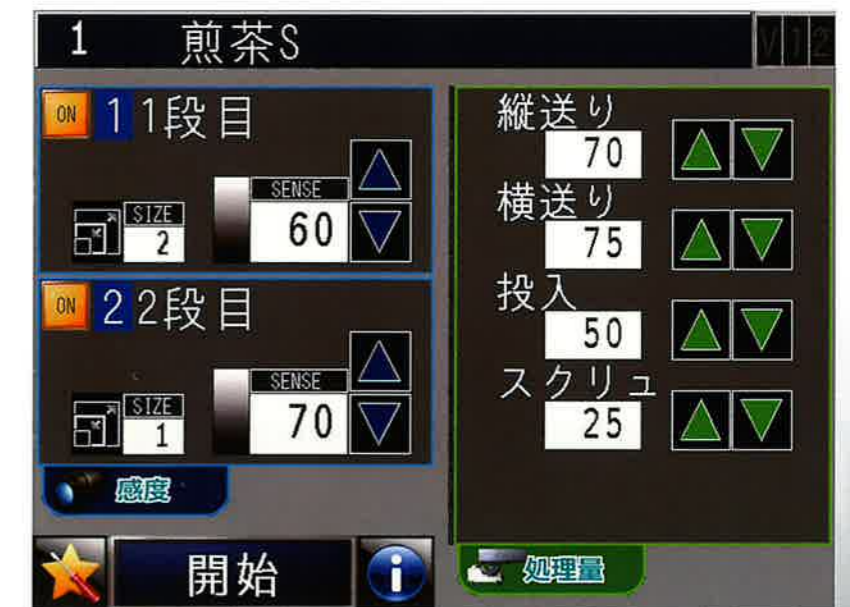 1 煎茶S V12
ON 1 1段目
SIZE
2
SENSE
60
ON 2 2段目
SIZE
1
SENSE
70
感度
開始
縦送り
70
横送り
75
投入
50
スクリュ
25
処理量